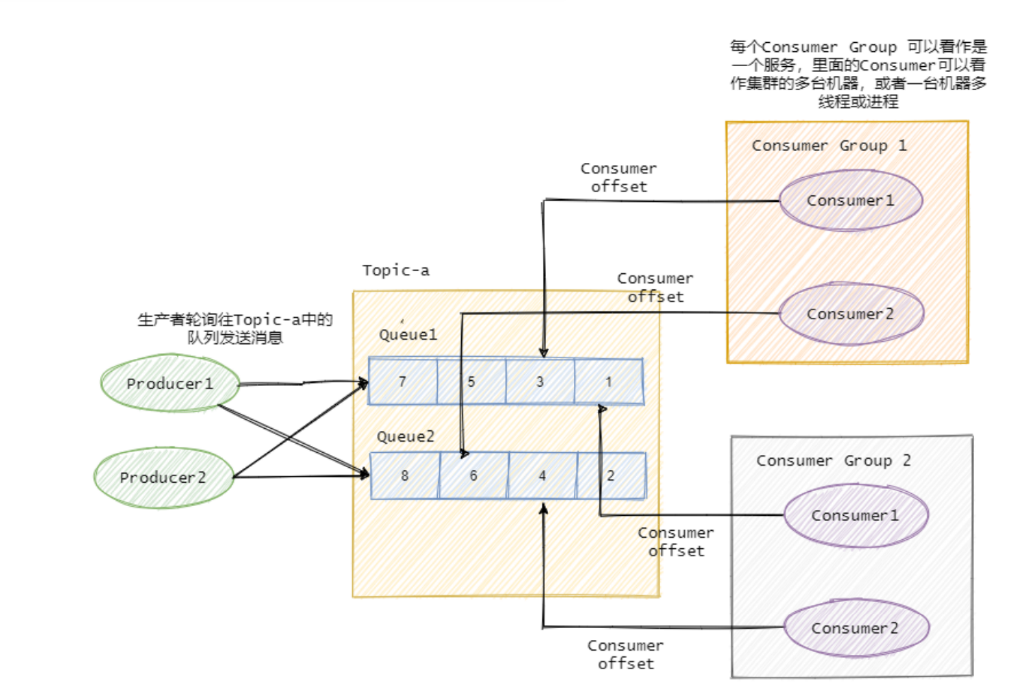 每个Consumer Group 可以看作是
一个服务，里面的Consumer可以看
作集群的多台机器，或者一台机器多
线程或进程
Consumer Group 1
Consumer
offset
Consumer1
Topic-a
Consumer
offset
Consumer2
生产者轮询往Topic-a中的
队列发送消息
Queue1
Producer1
7
5
3
1
Queue2
Producer2
8
6
4
2
Consumer Group 2
Consumer1
Consumer
offset
Consumer2
Consumer
offset